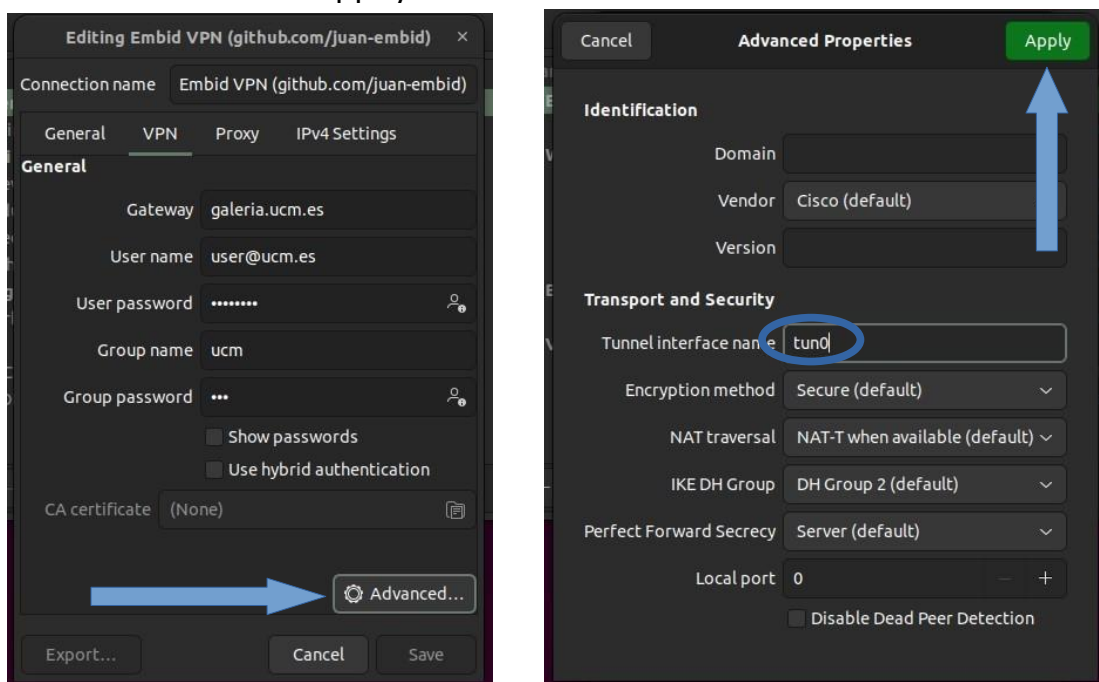 Editing Embid VPN (github.com/juan-embid) ×
Connection name Embid VPN (github.com/juan-embid)
General VPN Proxy IPv4 Settings
General
Gateway galeria.ucm.es
User name user@ucm.es
User password ••••••••
Group name ucm
Group password •••
Show passwords
Use hybrid authentication
CA certificate (None)
Advanced...
Export... Cancel Save
Cancel Advanced Properties Apply
Identification
Domain
Vendor Cisco (default)
Version
Transport and Security
Tunnel interface name tun0
Encryption method Secure (default)
NAT traversal NAT-T when available (default)
IKE DH Group DH Group 2 (default)
Perfect Forward Secrecy Server (default)
Local port 0 − +
Disable Dead Peer Detection